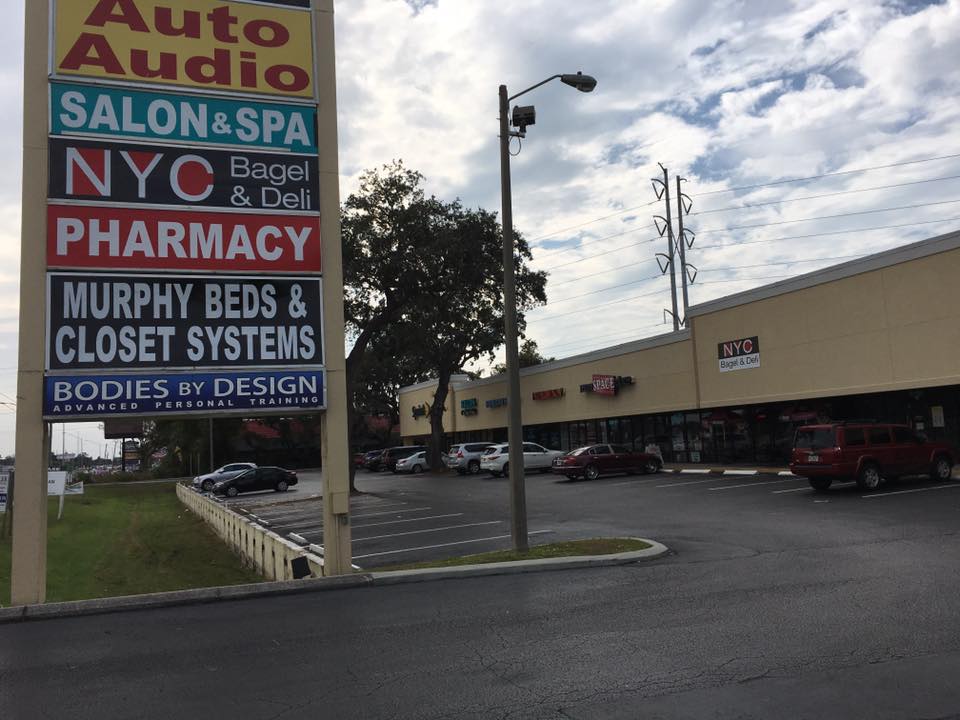 Auto
Audio
SALON&SPA
NYC Bagel
& Deli
PHARMACY
MURPHY BEDS &
CLOSET SYSTEMS
BODIES BY DESIGN
ADVANCED PERSONAL TRAINING
NYC
Bagel & Deli
SPACE